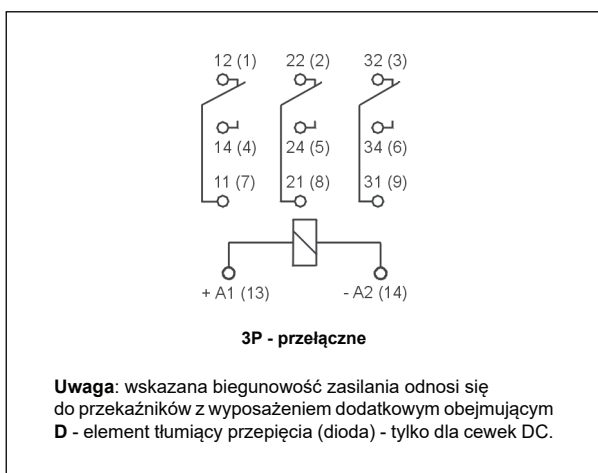 12 (1) 22 (2) 32 (3)
14 (4) 24 (5) 34 (6)
11 (7) 21 (8) 31 (9)
+ A1 (13) - A2 (14)
3P - przełączne
Uwaga: wskazana biegunowość zasilania odnosi się
do przekaźników z wyposażeniem dodatkowym obejmującym
D - element tłumiący przepięcia (dioda) - tylko dla cewek DC.